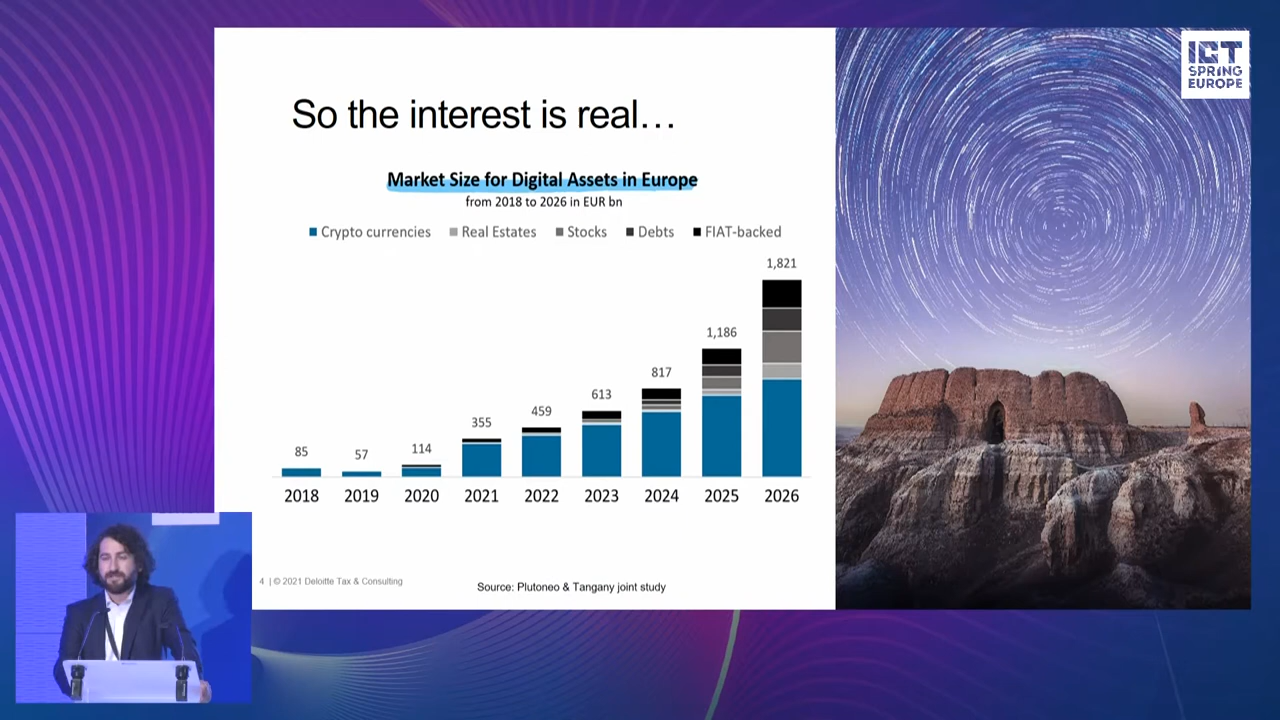 ICT
SPRING
EUROPE
So the interest is real…
Market Size for Digital Assets in Europe
from 2018 to 2026 in EUR bn
Crypto currencies Real Estates Stocks Debts FIAT-backed
1,821
1,186
817
613
459
355
114
57
85
2018 2019 2020 2021 2022 2023 2024 2025 2026
4 | © 2021 Deloitte Tax & Consulting
Source: Plutoneo & Tangany joint study